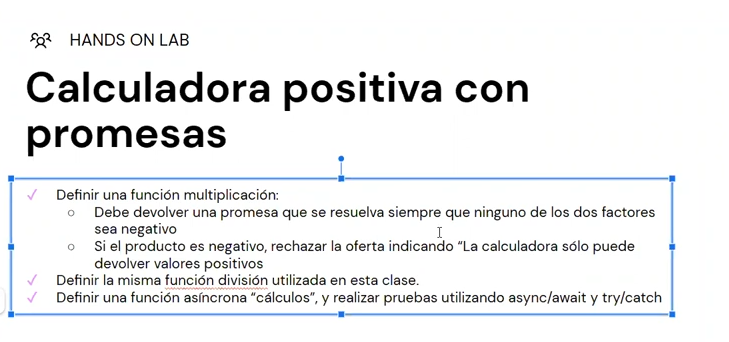 HANDS ON LAB
Calculadora positiva con
promesas
Definir una función multiplicación:
Debe devolver una promesa que se resuelva siempre que ninguno de los dos factores
sea negativo
Si el producto es negativo, rechazar la oferta indicando “La calculadora sólo puede
devolver valores positivos
Definir la misma función división utilizada en esta clase.
Definir una función asíncrona “cálculos”, y realizar pruebas utilizando async/await y try/catch